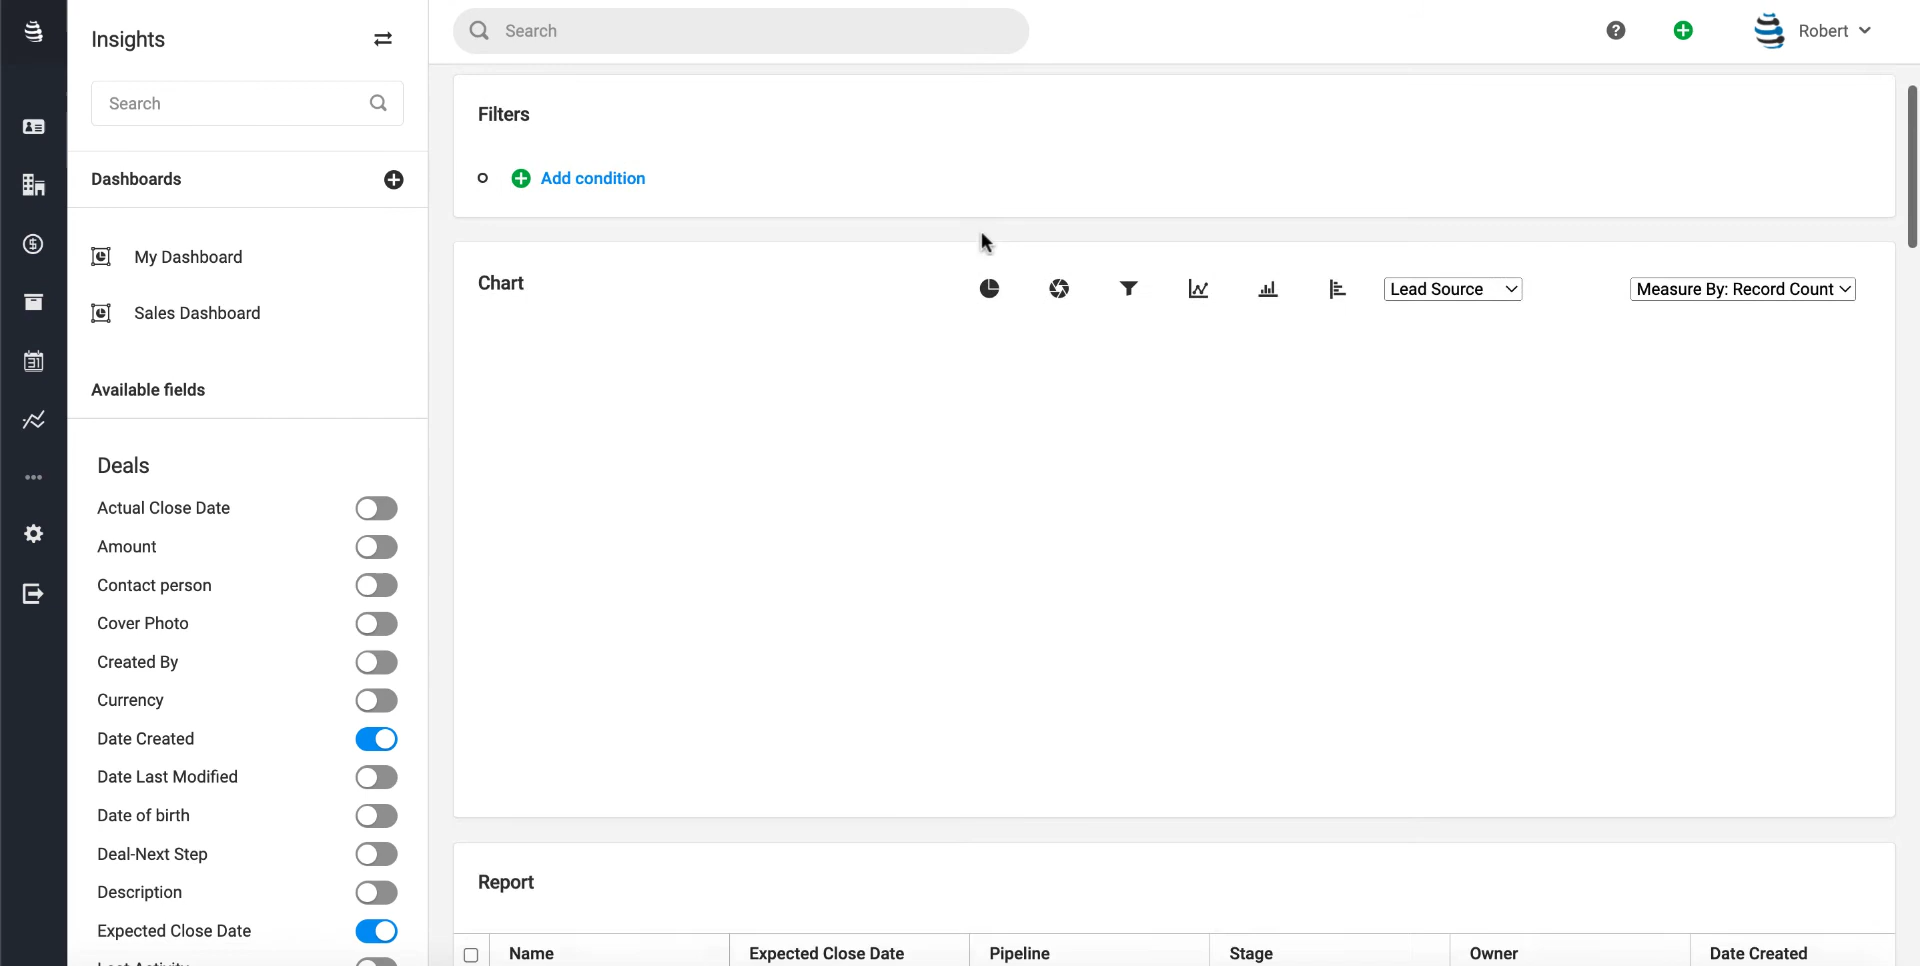 Insights
Search
Dashboards
My Dashboard
Sales Dashboard
Available fields
Deals
Actual Close Date
Amount
Contact person
Cover Photo
Created By
Currency
Date Created
Date Last Modified
Date of birth
Deal-Next Step
Description
Expected Close Date
Search
Robert
Filters
Add condition
Chart
Lead Source
Measure By: Record Count
Report
Name Expected Close Date Pipeline Stage Owner Date Created